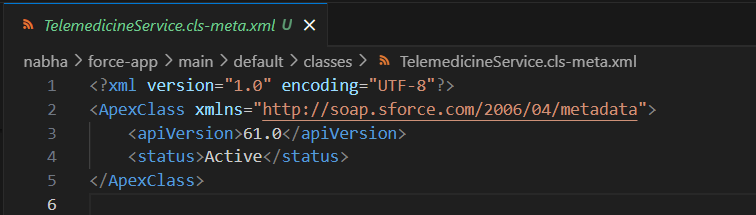 TelemedicineService.cls-meta.xml U ×
nabha > force-app > main > default > classes > TelemedicineService.cls-meta.xml
1 <?xml version="1.0" encoding="UTF-8"?>
2 <ApexClass xmlns="http://soap.sforce.com/2006/04/metadata">
3     <apiVersion>61.0</apiVersion>
4     <status>Active</status>
5 </ApexClass>
6